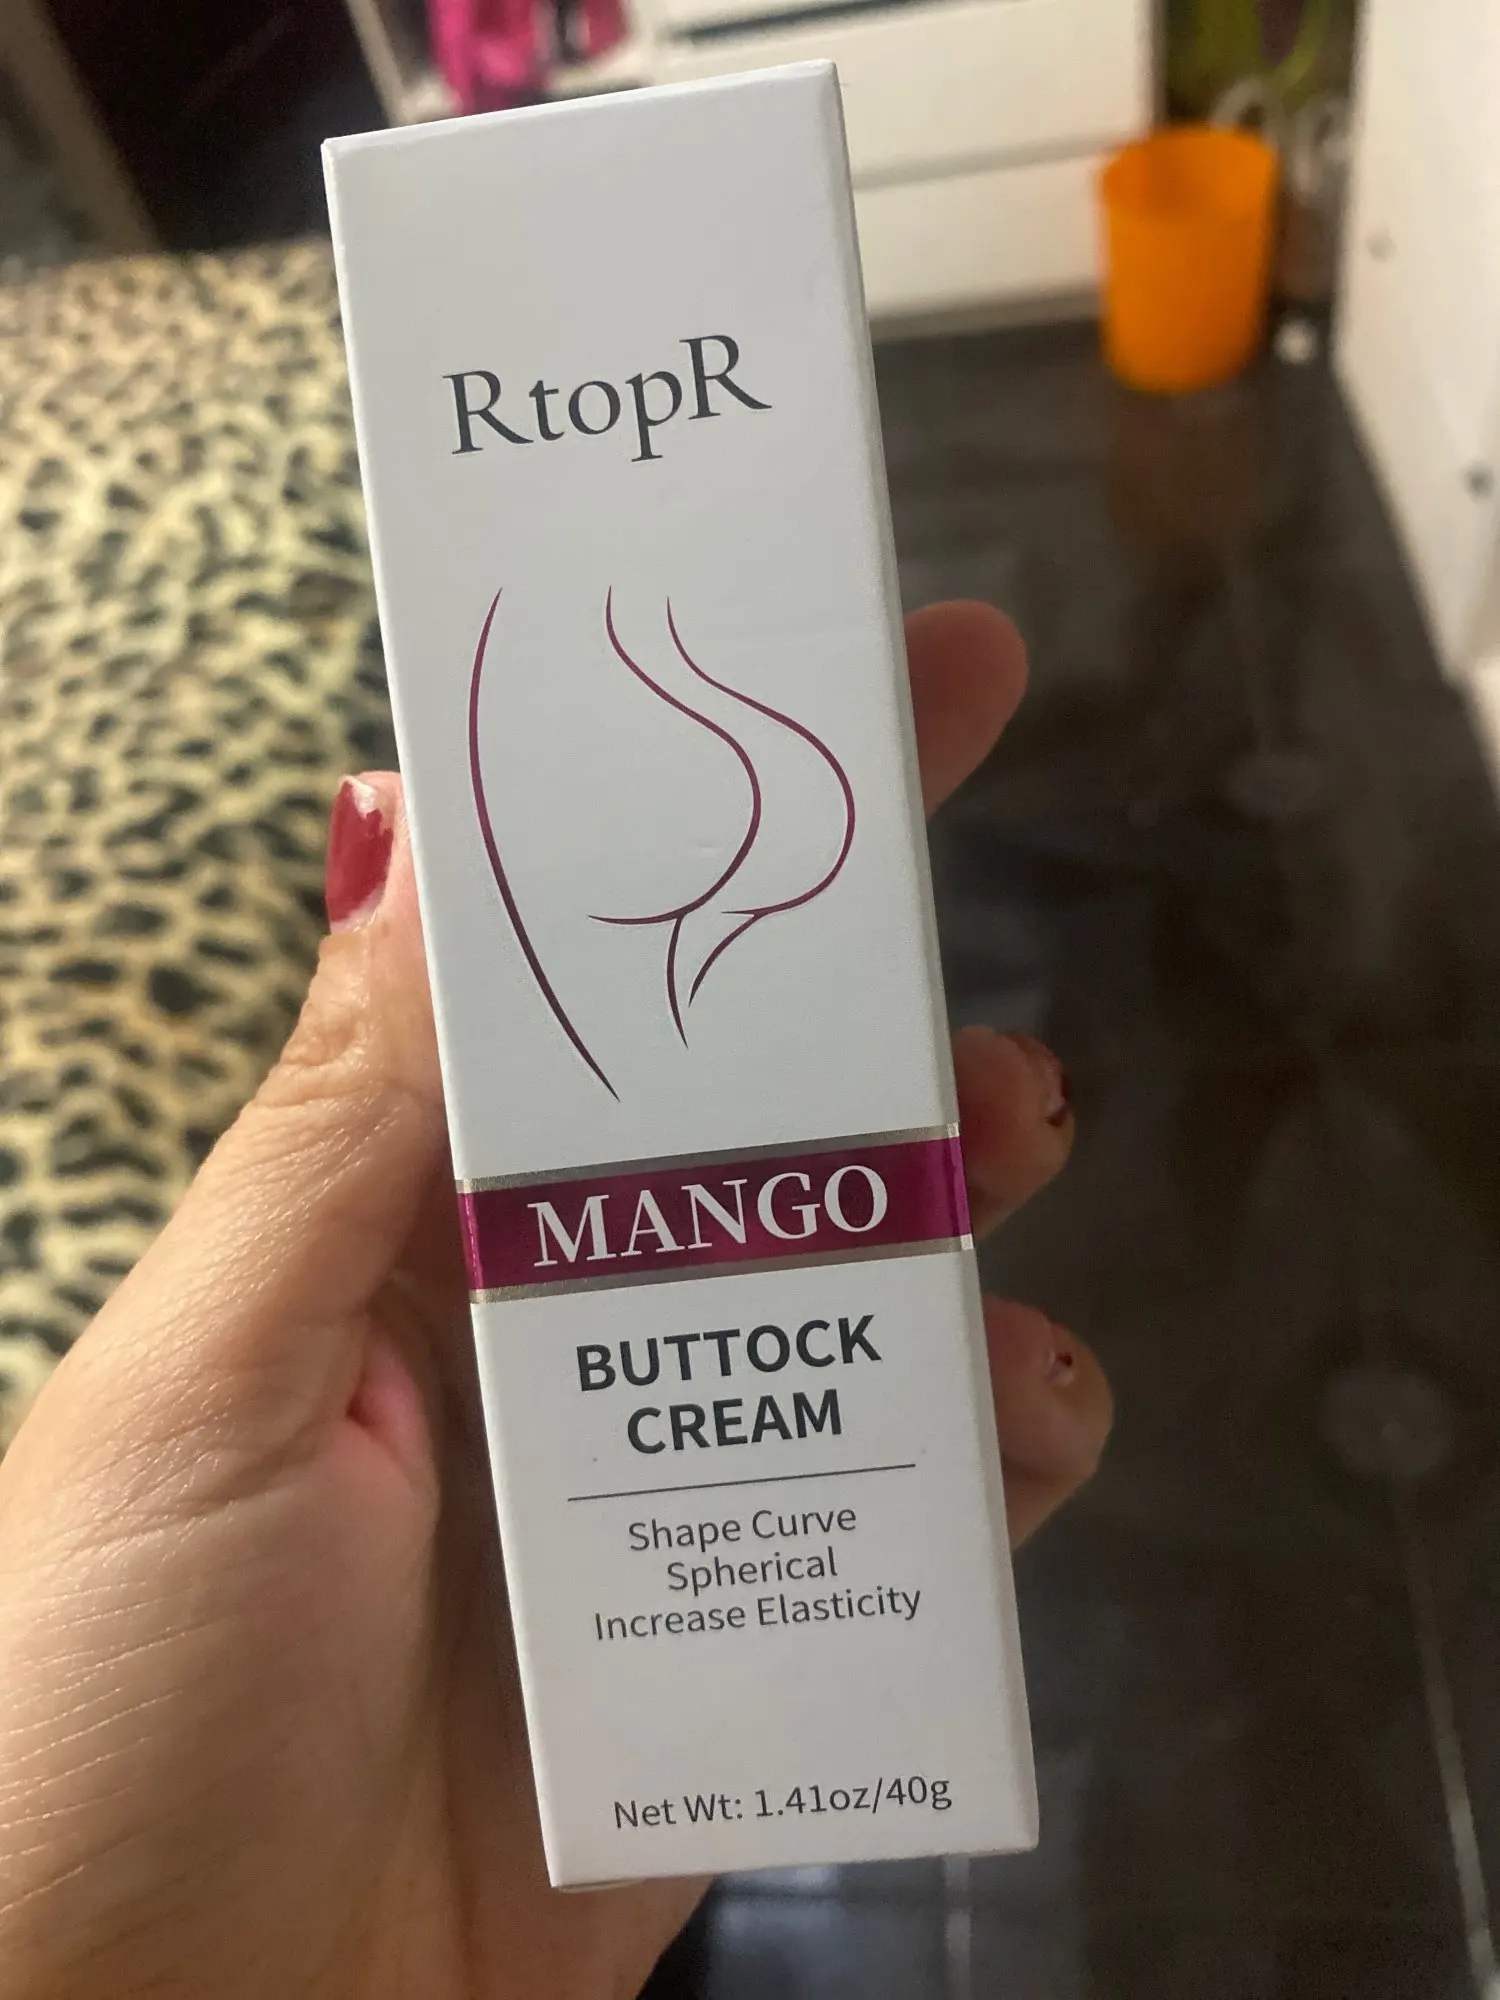 RtopR
MANGO
BUTTOCK
CREAM
Shape Curve
Spherical
Increase Elasticity
Net Wt: 1.41oz/40g